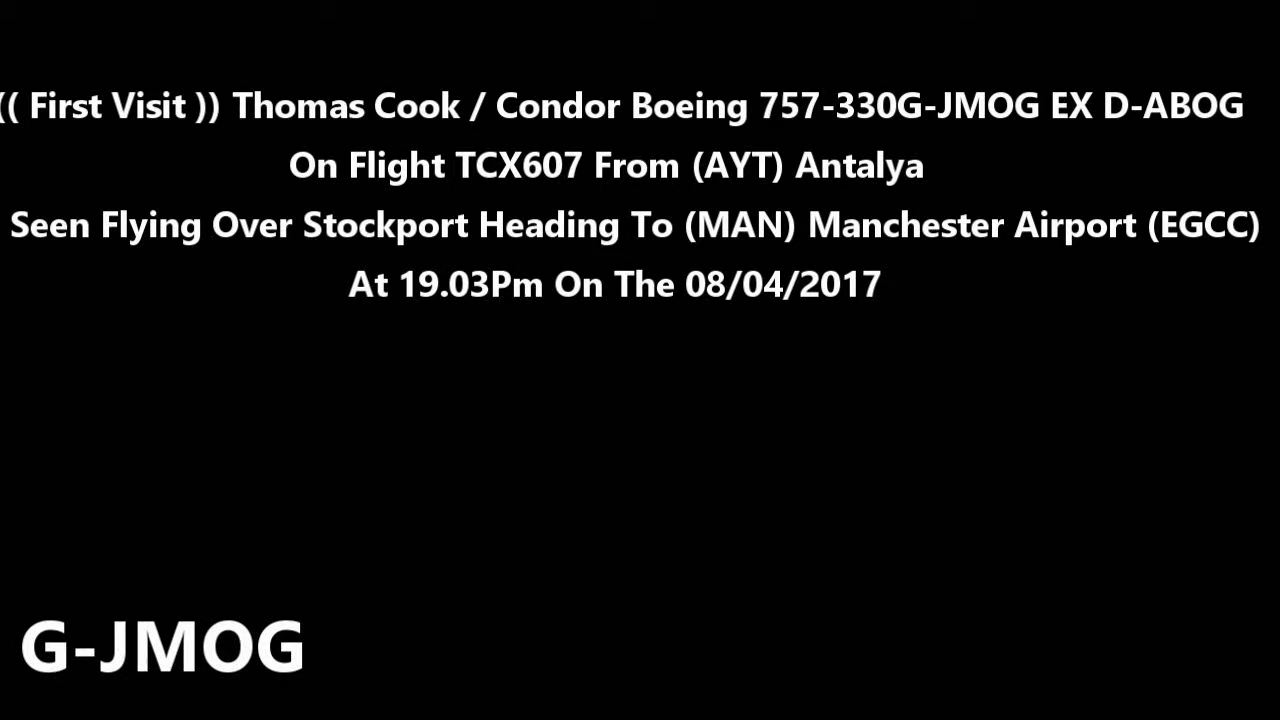 (( First Visit )) Thomas Cook / Condor Boeing 757-330G-JMOG EX D-ABOG
On Flight TCX607 From (AYT) Antalya
Seen Flying Over Stockport Heading To (MAN) Manchester Airport (EGCC)
At 19.03Pm On The 08/04/2017
G-JMOG